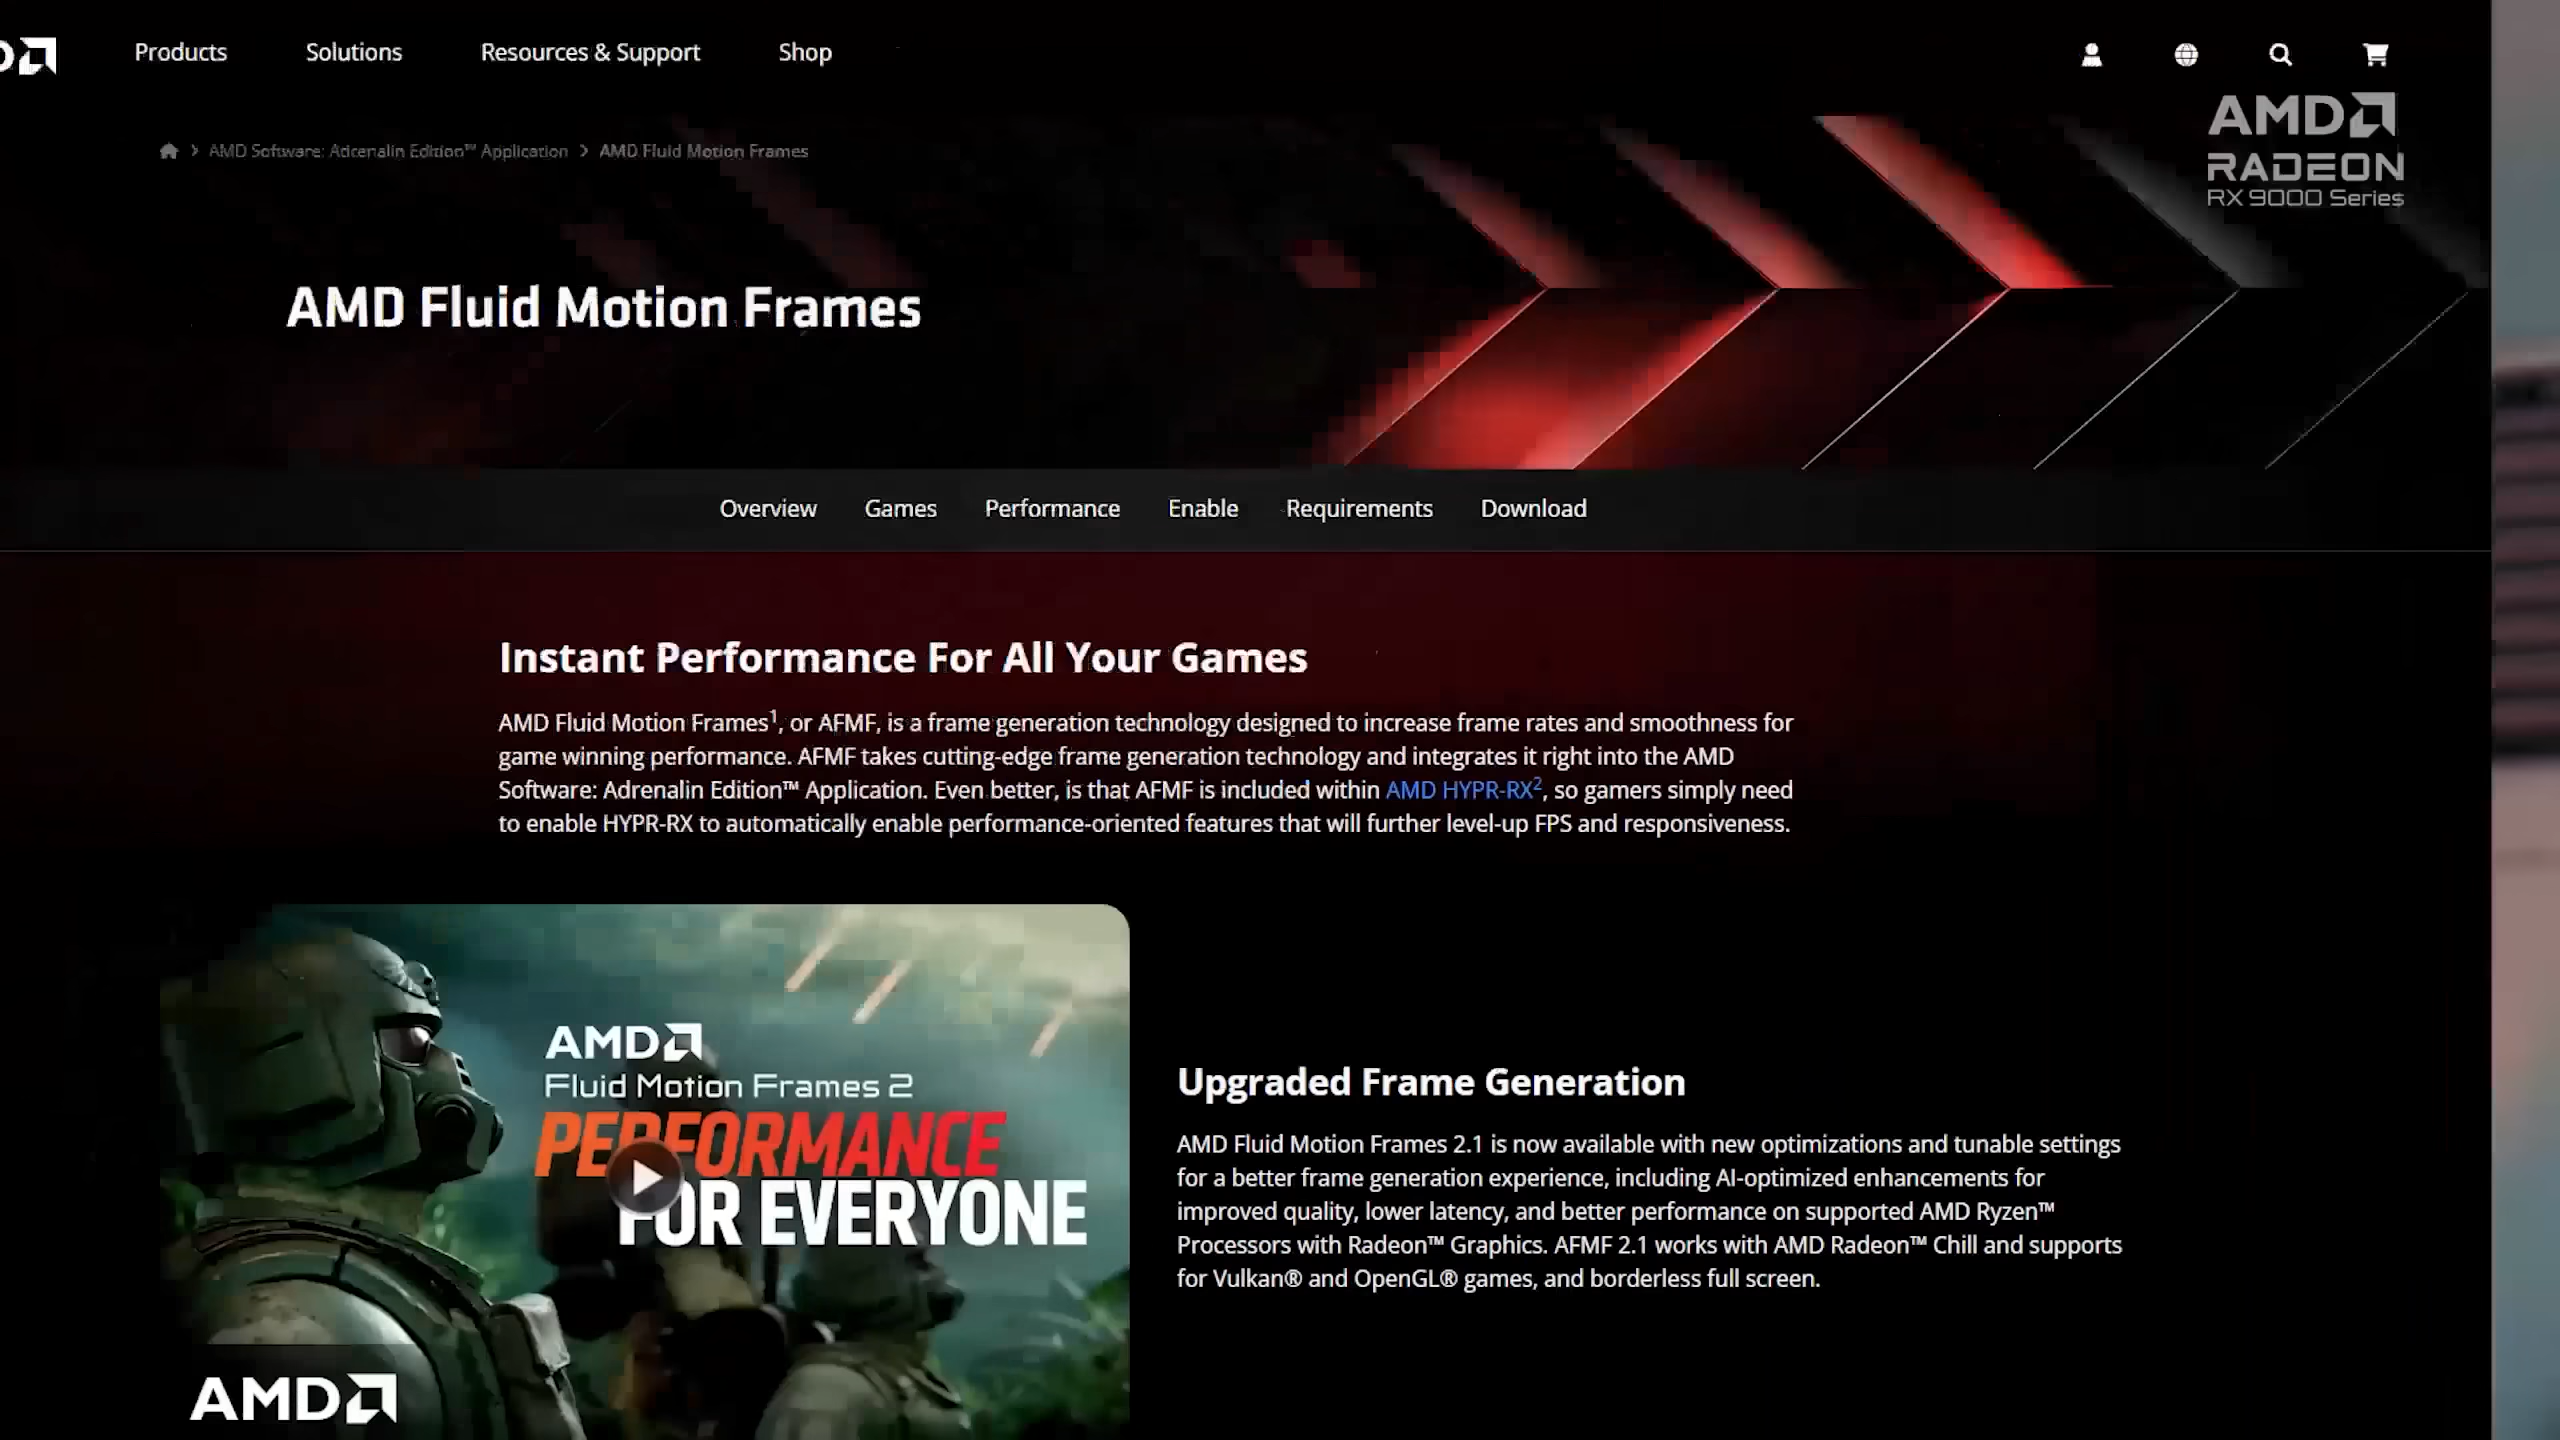 Products Solutions Resources & Support Shop
AMD
RADEON
RX 9000 Series
AMD Software: Adrenalin Edition™ Application > AMD Fluid Motion Frames
AMD Fluid Motion Frames
Overview Games Performance Enable Requirements Download
Instant Performance For All Your Games
AMD Fluid Motion Frames¹, or AFMF, is a frame generation technology designed to increase frame rates and smoothness for
game winning performance. AFMF takes cutting-edge frame generation technology and integrates it right into the AMD
Software: Adrenalin Edition™ Application. Even better, is that AFMF is included within AMD HYPR-RX², so gamers simply need
to enable HYPR-RX to automatically enable performance-oriented features that will further level-up FPS and responsiveness.
AMD
Fluid Motion Frames 2
PERFORMANCE
FOR EVERYONE
AMD
Upgraded Frame Generation
AMD Fluid Motion Frames 2.1 is now available with new optimizations and tunable settings
for a better frame generation experience, including AI-optimized enhancements for
improved quality, lower latency, and better performance on supported AMD Ryzen™
Processors with Radeon™ Graphics. AFMF 2.1 works with AMD Radeon™ Chill and supports
for Vulkan® and OpenGL® games, and borderless full screen.